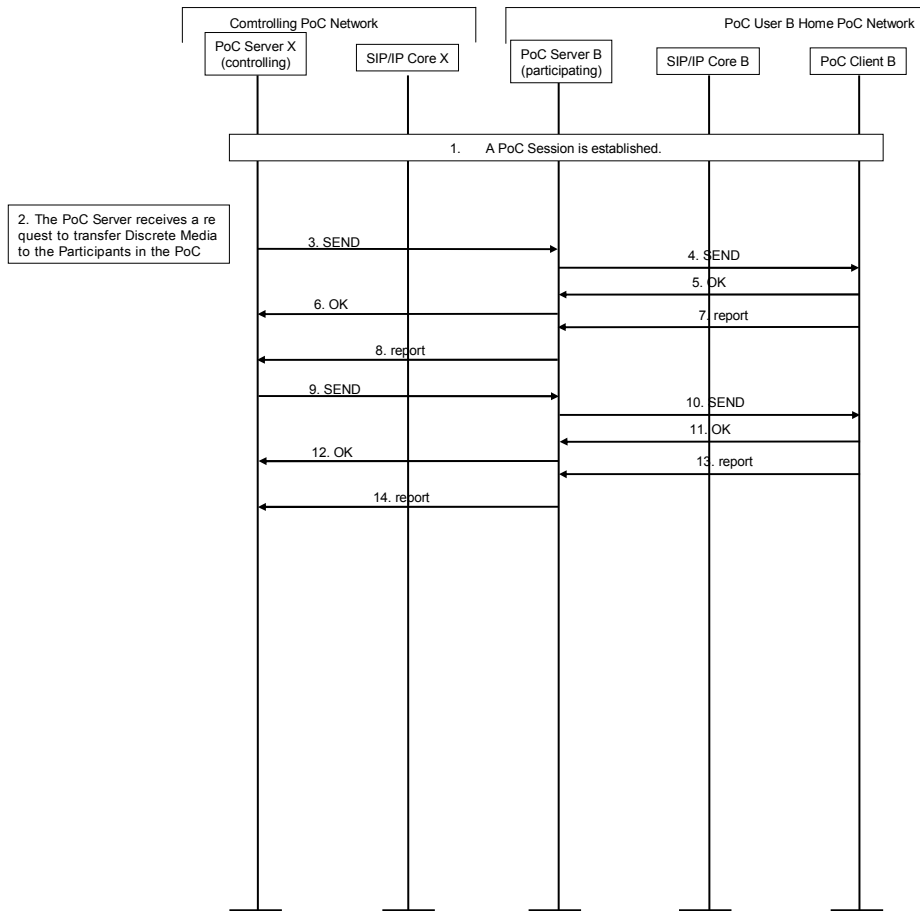 Comtrolling PoC Network
PoC User B Home PoC Network
PoC Server X
(controlling)
SIP/IP Core X
PoC Server B
(participating)
SIP/IP Core B
PoC Client B
1. A PoC Session is established.
2. The PoC Server receives a re
quest to transfer Discrete Media
to the Participants in the PoC
3. SEND
4. SEND
5. OK
6. OK
7. report
8. report
9. SEND
10. SEND
11. OK
12. OK
13. report
14. report